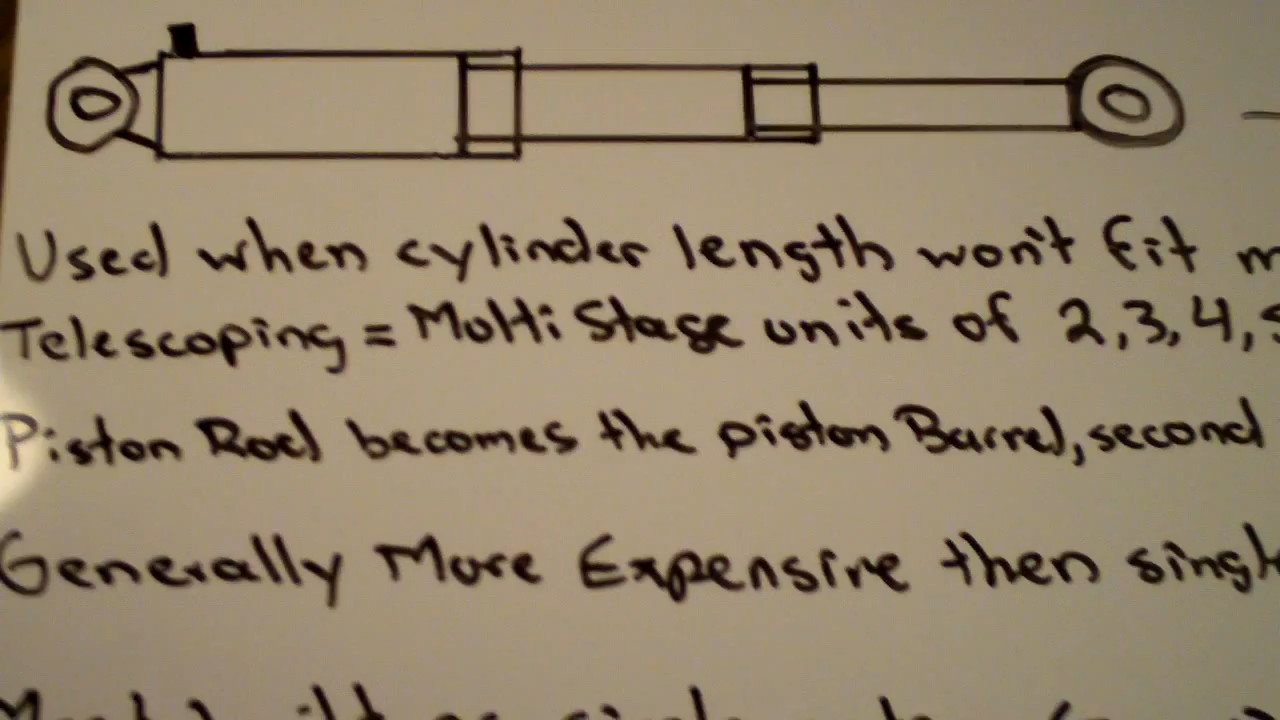 Used when cylinder length won't fit
Telescoping = Multi Stage units of 2,3,4,
Piston Rod becomes the piston Barrel, second
Generally More Expensive then